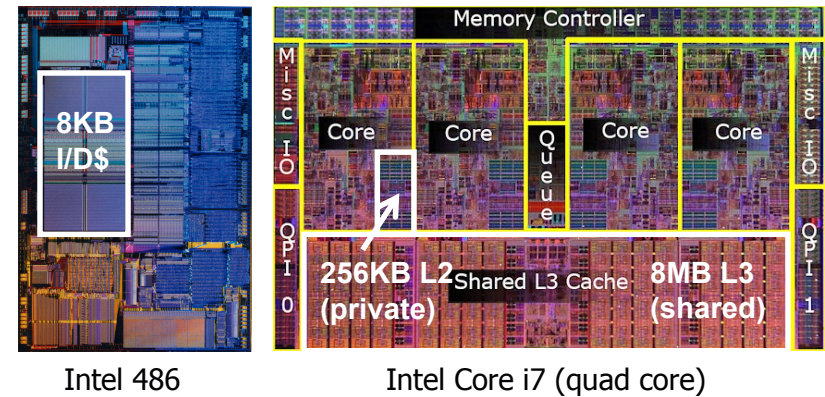 8KB
I/D$
Intel 486
Memory Controller
Misc IO
QPI 0
Core
Core
Queue
Core
Core
Misc IO
QPI 1
256KB L2
(private)
Shared L3 Cache
8MB L3
(shared)
Intel Core i7 (quad core)